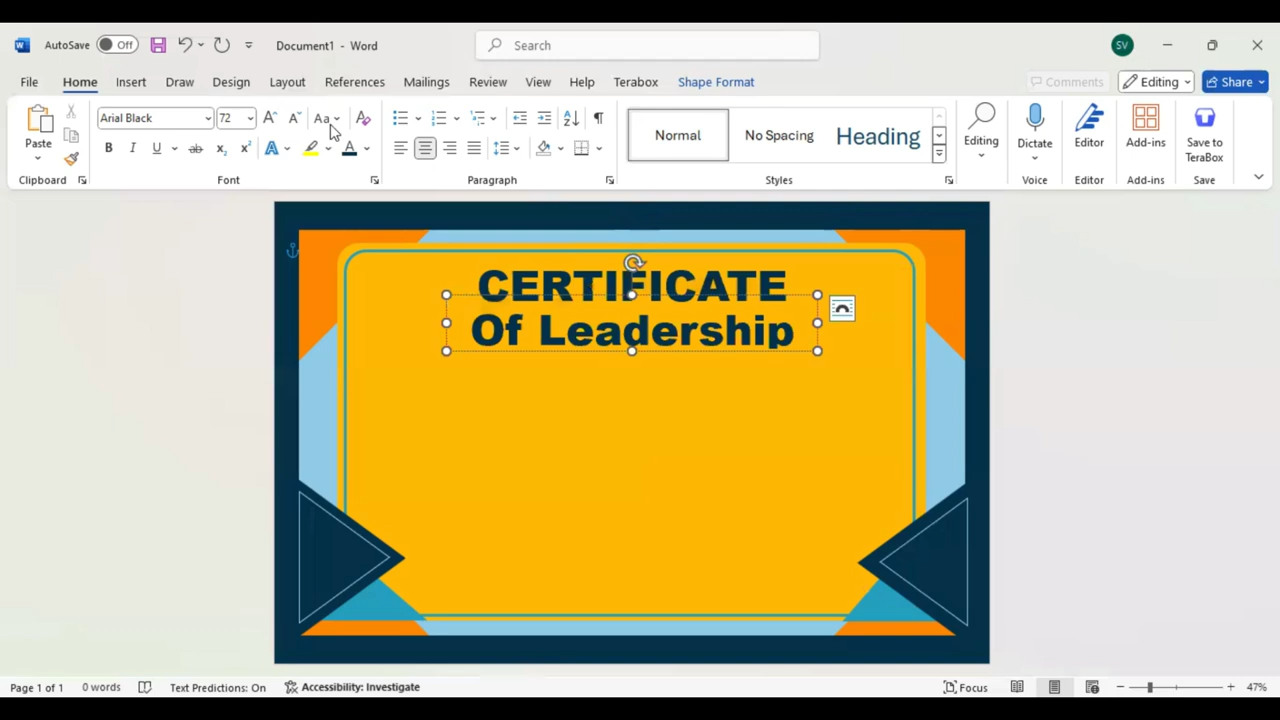 AutoSave Off Document1 - Word Search SV
File Home Insert Draw Design Layout References Mailings Review View Help Terabox Shape Format Comments Editing Share
Paste Arial Black 72 Aa Normal No Spacing Heading Editing Dictate Editor Add-ins Save to TeraBox
Clipboard Font Paragraph Styles Voice Editor Add-ins Save
CERTIFICATE
Of Leadership
Page 1 of 1 0 words Text Predictions: On Accessibility: Investigate Focus 47%